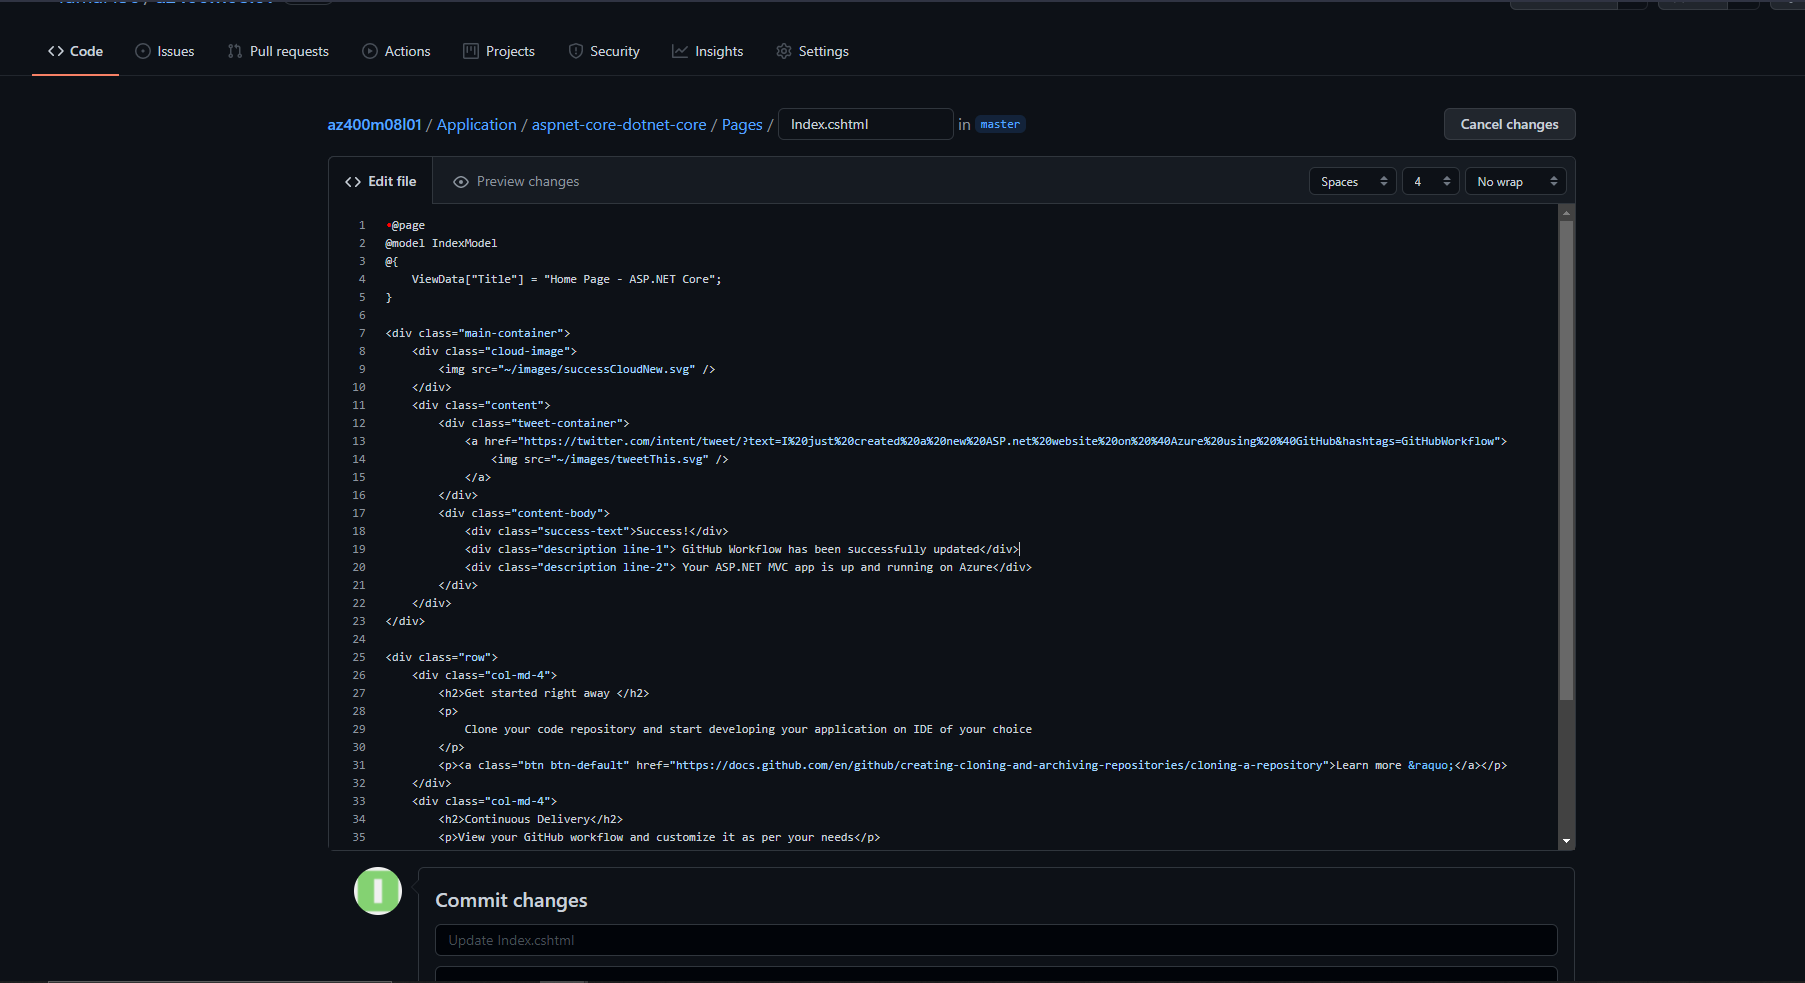 Code Issues Pull requests Actions Projects Security Insights Settings
az400m08l01 / Application / aspnet-core-dotnet-core / Pages / Index.cshtml in master Cancel changes
Edit file Preview changes Spaces 4 No wrap
1 @page
2 @model IndexModel
3 @{
4 ViewData["Title"] = "Home Page - ASP.NET Core";
5 }
6
7 <div class="main-container">
8 <div class="cloud-image">
9 <img src="~/images/successCloudNew.svg" />
10 </div>
11 <div class="content">
12 <div class="tweet-container">
13 <a href="https://twitter.com/intent/tweet/?text=I%20just%20created%20a%20new%20ASP.net%20website%20on%20%40Azure%20using%20%40GitHub&hashtags=GitHubWorkflow">
14 <img src="~/images/tweetThis.svg" />
15 </a>
16 </div>
17 <div class="content-body">
18 <div class="success-text">Success!</div>
19 <div class="description line-1"> GitHub Workflow has been successfully updated</div>
20 <div class="description line-2"> Your ASP.NET MVC app is up and running on Azure</div>
21 </div>
22 </div>
23 </div>
24
25 <div class="row">
26 <div class="col-md-4">
27 <h2>Get started right away </h2>
28 <p>
29 Clone your code repository and start developing your application on IDE of your choice
30 </p>
31 <p><a class="btn btn-default" href="https://docs.github.com/en/github/creating-cloning-and-archiving-repositories/cloning-a-repository">Learn more &raquo;</a></p>
32 </div>
33 <div class="col-md-4">
34 <h2>Continuous Delivery</h2>
35 <p>View your GitHub workflow and customize it as per your needs</p>
Commit changes
Update Index.cshtml